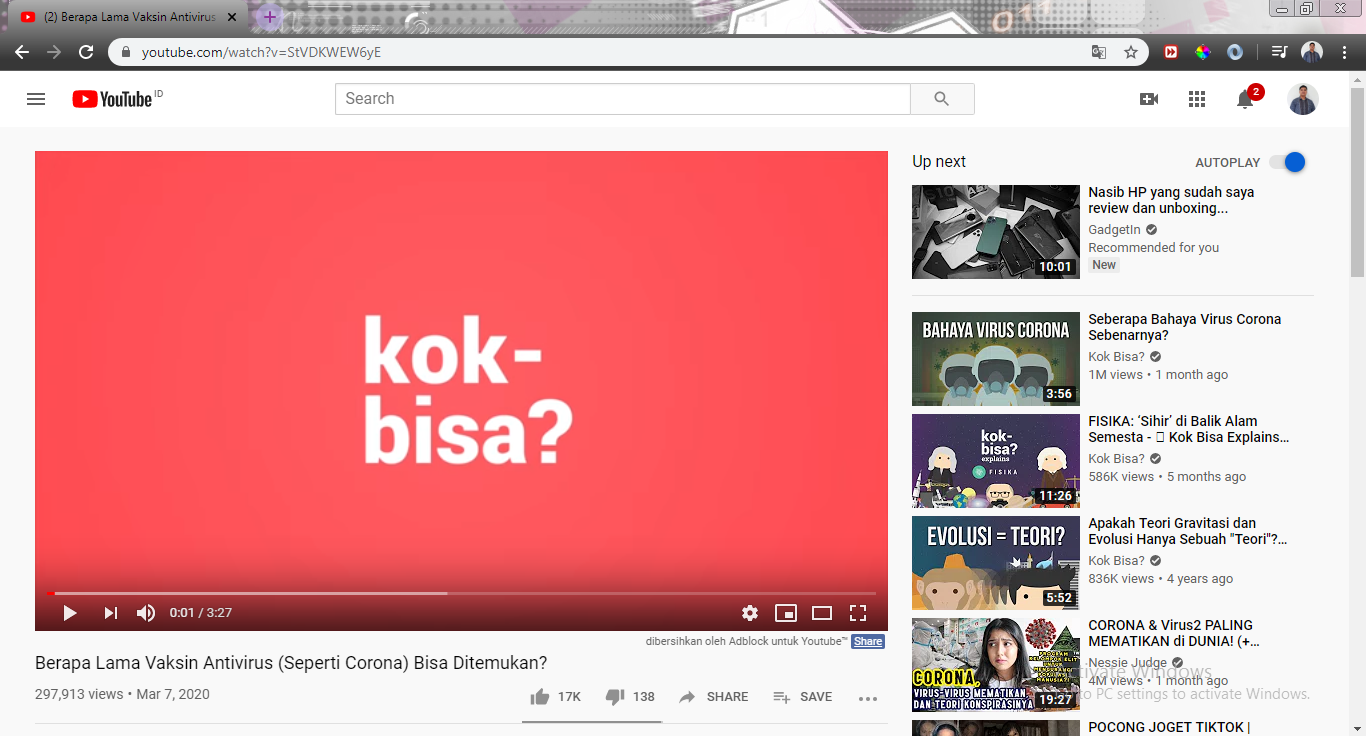 (2) Berapa Lama Vaksin Antivirus
youtube.com/watch?v=StVDKWEW6yE
YouTube ID
Search
2
kok-
bisa?
0:01 / 3:27
dibersihkan oleh Adblock untuk Youtube™ Share
Berapa Lama Vaksin Antivirus (Seperti Corona) Bisa Ditemukan?
297,913 views • Mar 7, 2020
17K
138
SHARE
SAVE
Up next
AUTOPLAY
10:01
Nasib HP yang sudah saya
review dan unboxing...
GadgetIn
Recommended for you
New
BAHAYA VIRUS CORONA
3:56
Seberapa Bahaya Virus Corona
Sebenarnya?
Kok Bisa?
1M views • 1 month ago
kok-
bisa?
explains
FISIKA
11:26
FISIKA: ‘Sihir’ di Balik Alam
Semesta - Kok Bisa Explains...
Kok Bisa?
586K views • 5 months ago
EVOLUSI = TEORI?
5:52
Apakah Teori Gravitasi dan
Evolusi Hanya Sebuah "Teori"?...
Kok Bisa?
836K views • 4 years ago
PROGRAM
KELOMPOK ELIT
UNTUK
MENGURANGI
POPULASI
MANUSIA?!
CORONA,
VIRUS-VIRUS MEMATIKAN
DAN TEORI KONSPIRASINYA
19:27
CORONA & Virus2 PALING
MEMATIKAN di DUNIA! (+...
Nessie Judge
4M views • 1 month ago
Activate Windows
to PC settings to activate Windows.
POCONG JOGET TIKTOK |